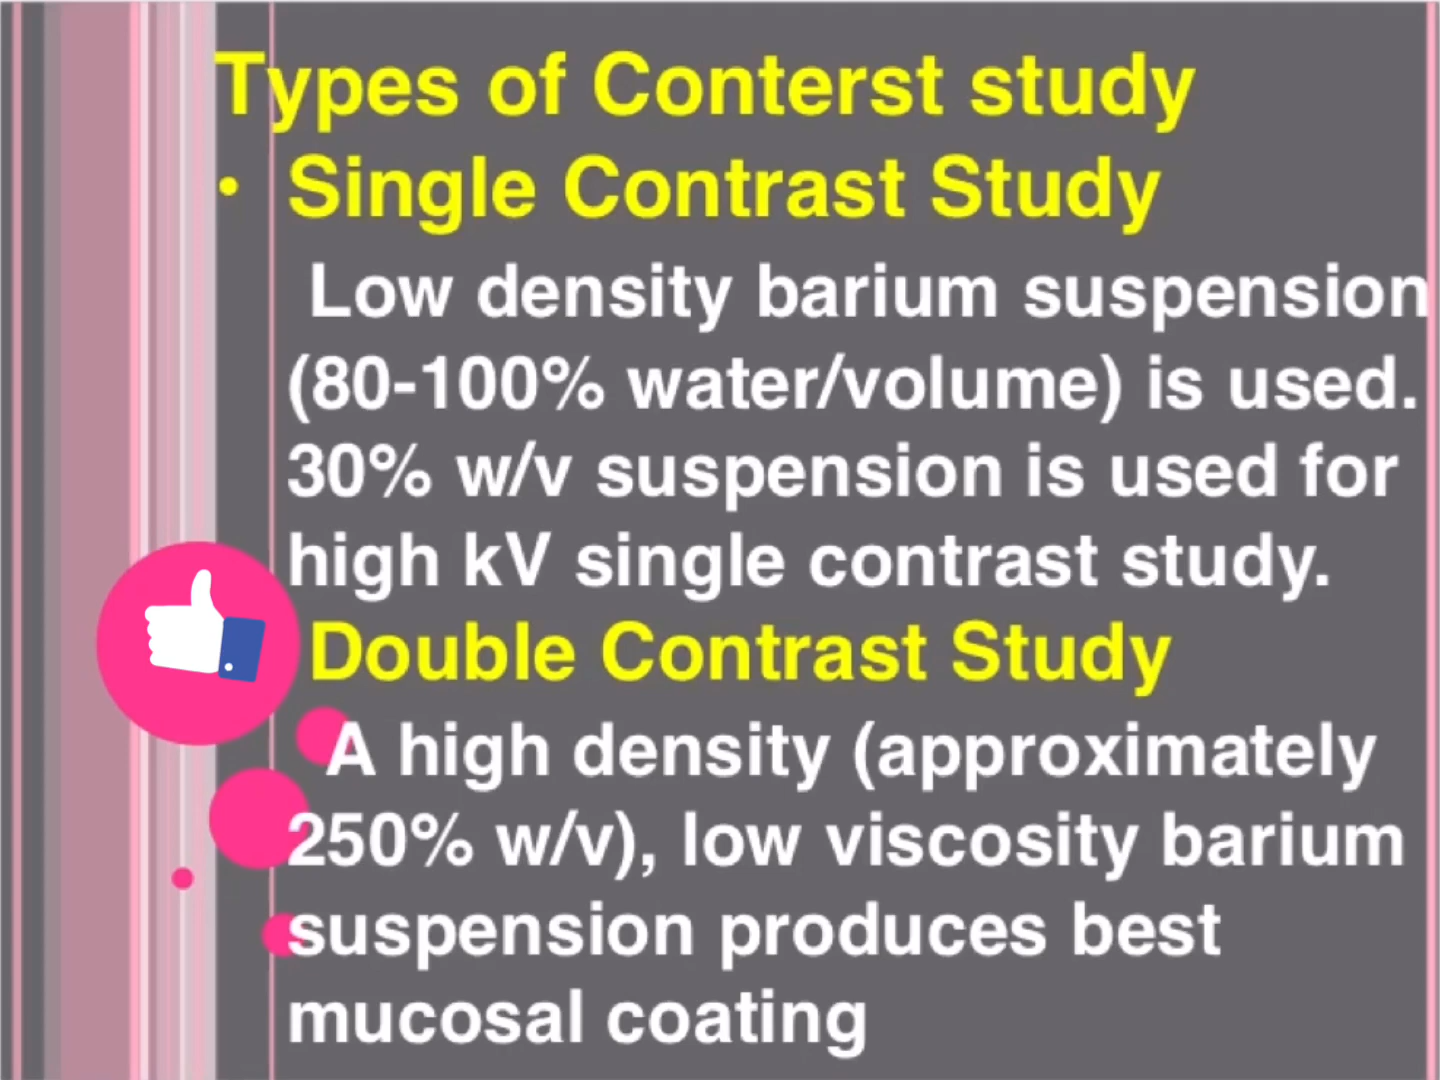 Types of Conterst study
• Single Contrast Study
Low density barium suspension
(80-100% water/volume) is used.
30% w/v suspension is used for
high kV single contrast study.
Double Contrast Study
A high density (approximately
250% w/v), low viscosity barium
suspension produces best
mucosal coating